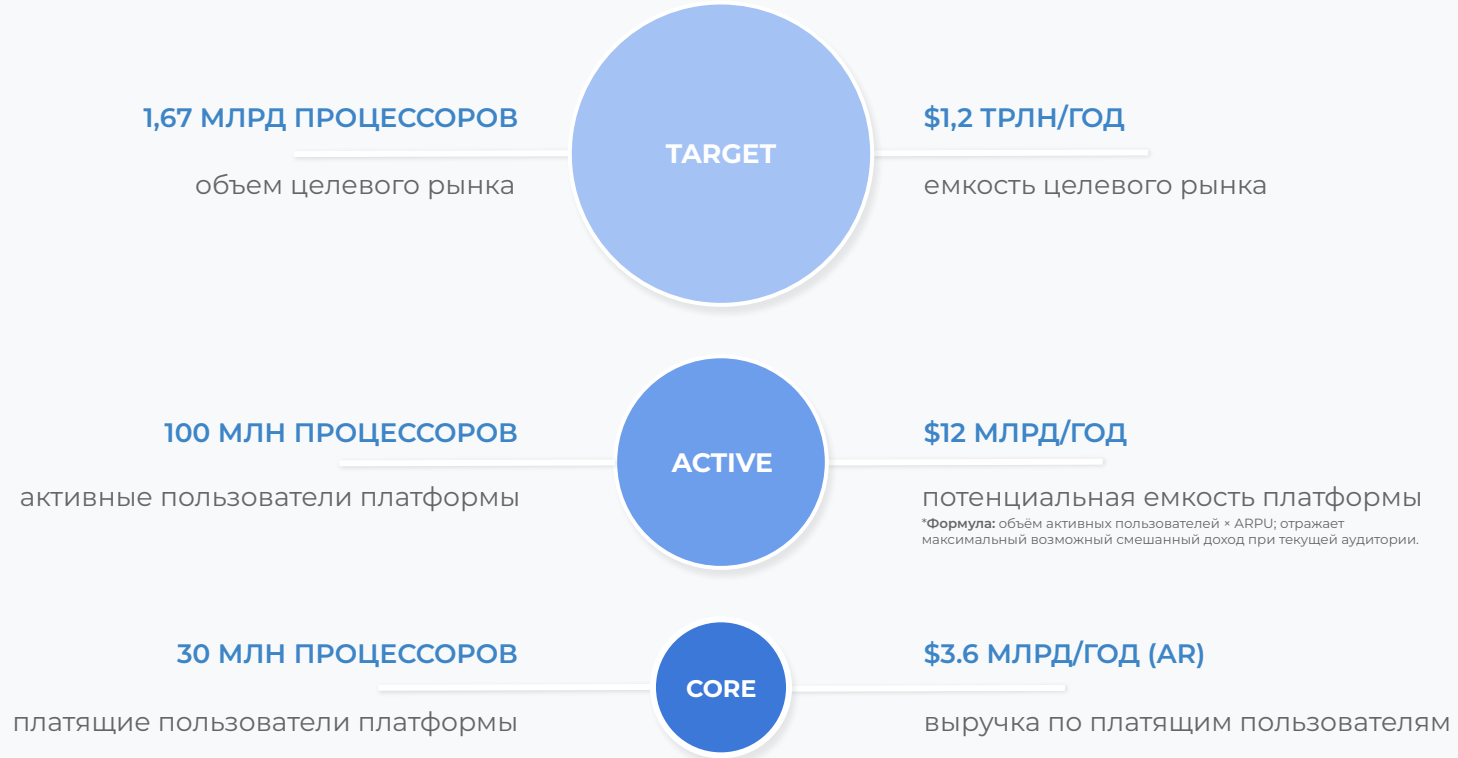 1,67 МЛРД ПРОЦЕССОРОВ
объем целевого рынка
TARGET
$1,2 ТРЛН/ГОД
емкость целевого рынка
100 МЛН ПРОЦЕССОРОВ
активные пользователи платформы
ACTIVE
$12 МЛРД/ГОД
потенциальная емкость платформы
*Формула: объём активных пользователей × ARPU; отражает
максимальный возможный смешанный доход при текущей аудитории.
30 МЛН ПРОЦЕССОРОВ
платящие пользователи платформы
CORE
$3.6 МЛРД/ГОД (AR)
выручка по платящим пользователям